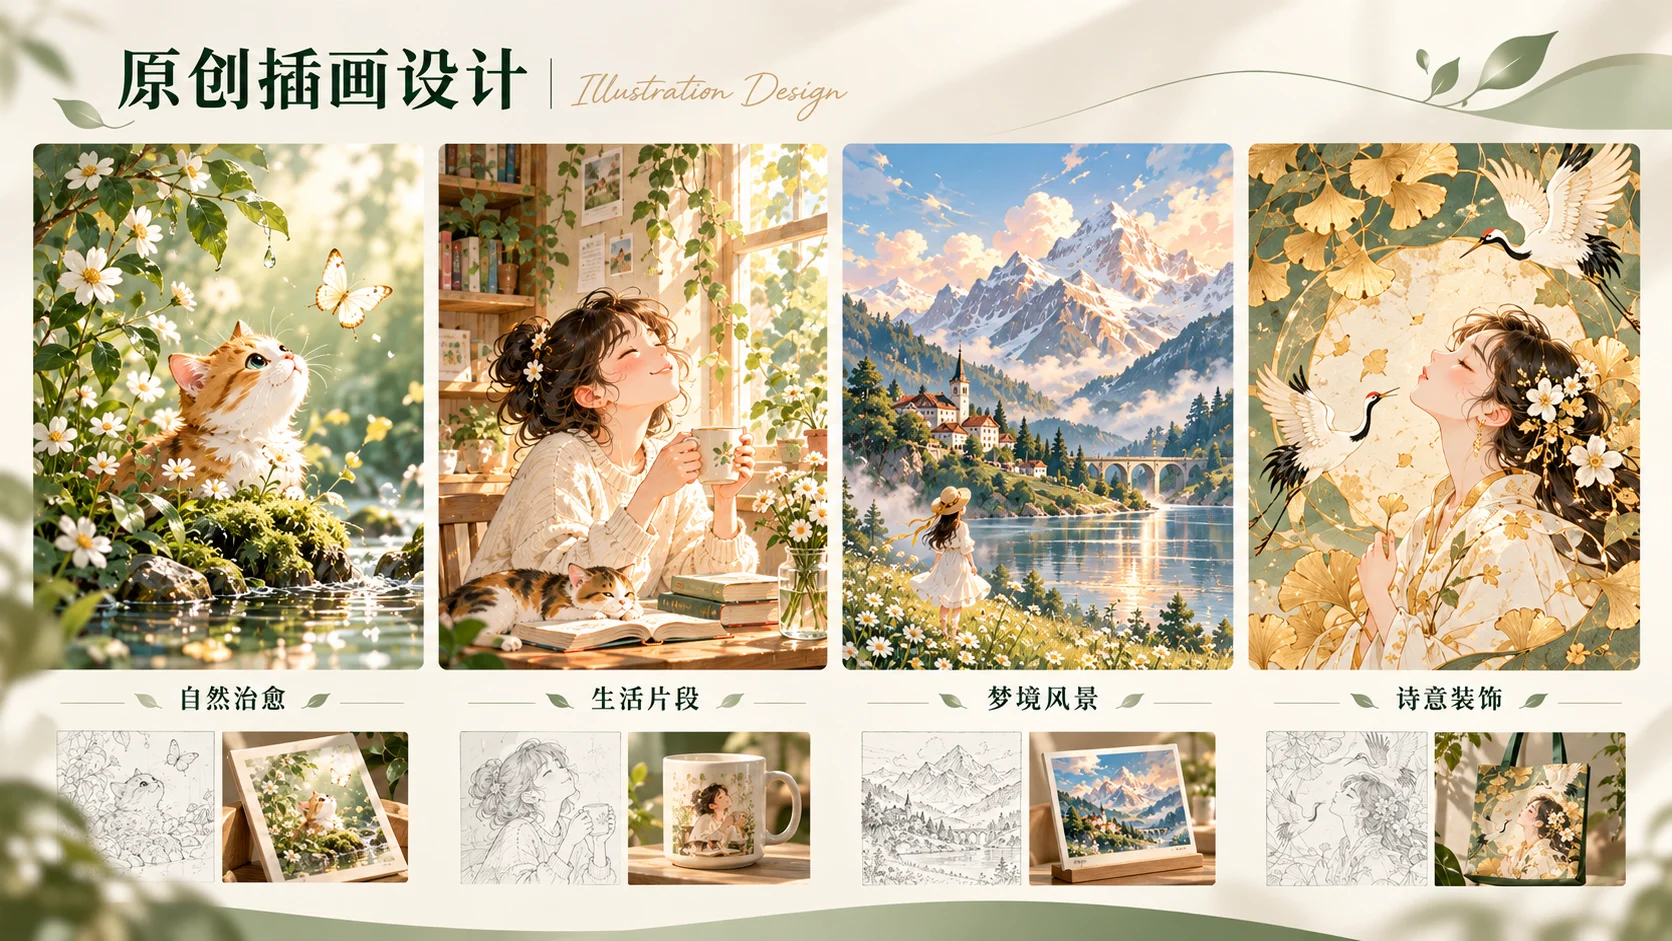 原创插画设计
Illustration Design
自然治愈
生活片段
梦境风景
诗意装饰